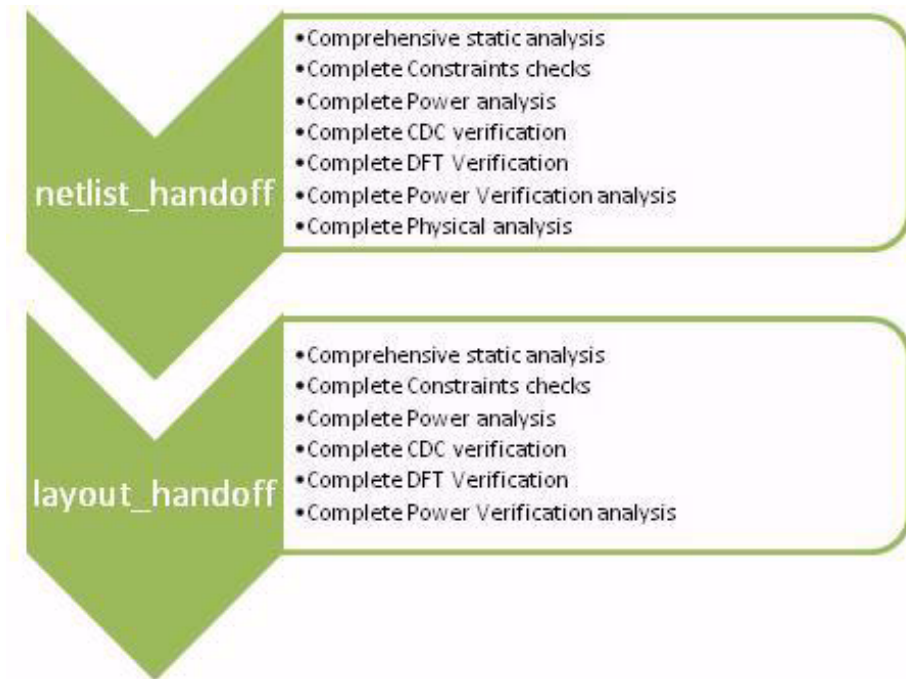 netlist_handoff
•Comprehensive static analysis
•Complete Constraints checks
•Complete Power analysis
•Complete CDC verification
•Complete DFT Verification
•Complete Power Verification analysis
•Complete Physical analysis
layout_handoff
•Comprehensive static analysis
•Complete Constraints checks
•Complete Power analysis
•Complete CDC verification
•Complete DFT Verification
•Complete Power Verification analysis